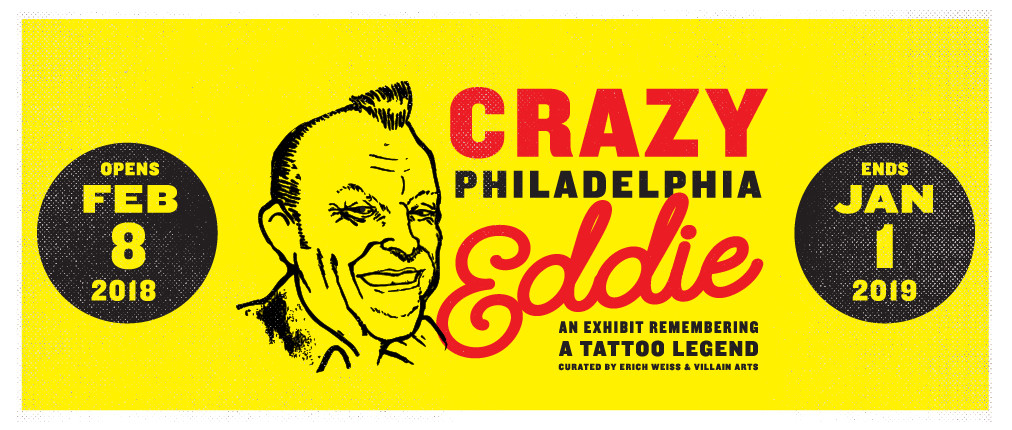 OPENS
FEB
8
2018
CRAZY
PHILADELPHIA
Eddie
AN EXHIBIT REMEMBERING
A TATTOO LEGEND
CURATED BY ERICH WEISS & VILLAIN ARTS
ENDS
JAN
1
2019